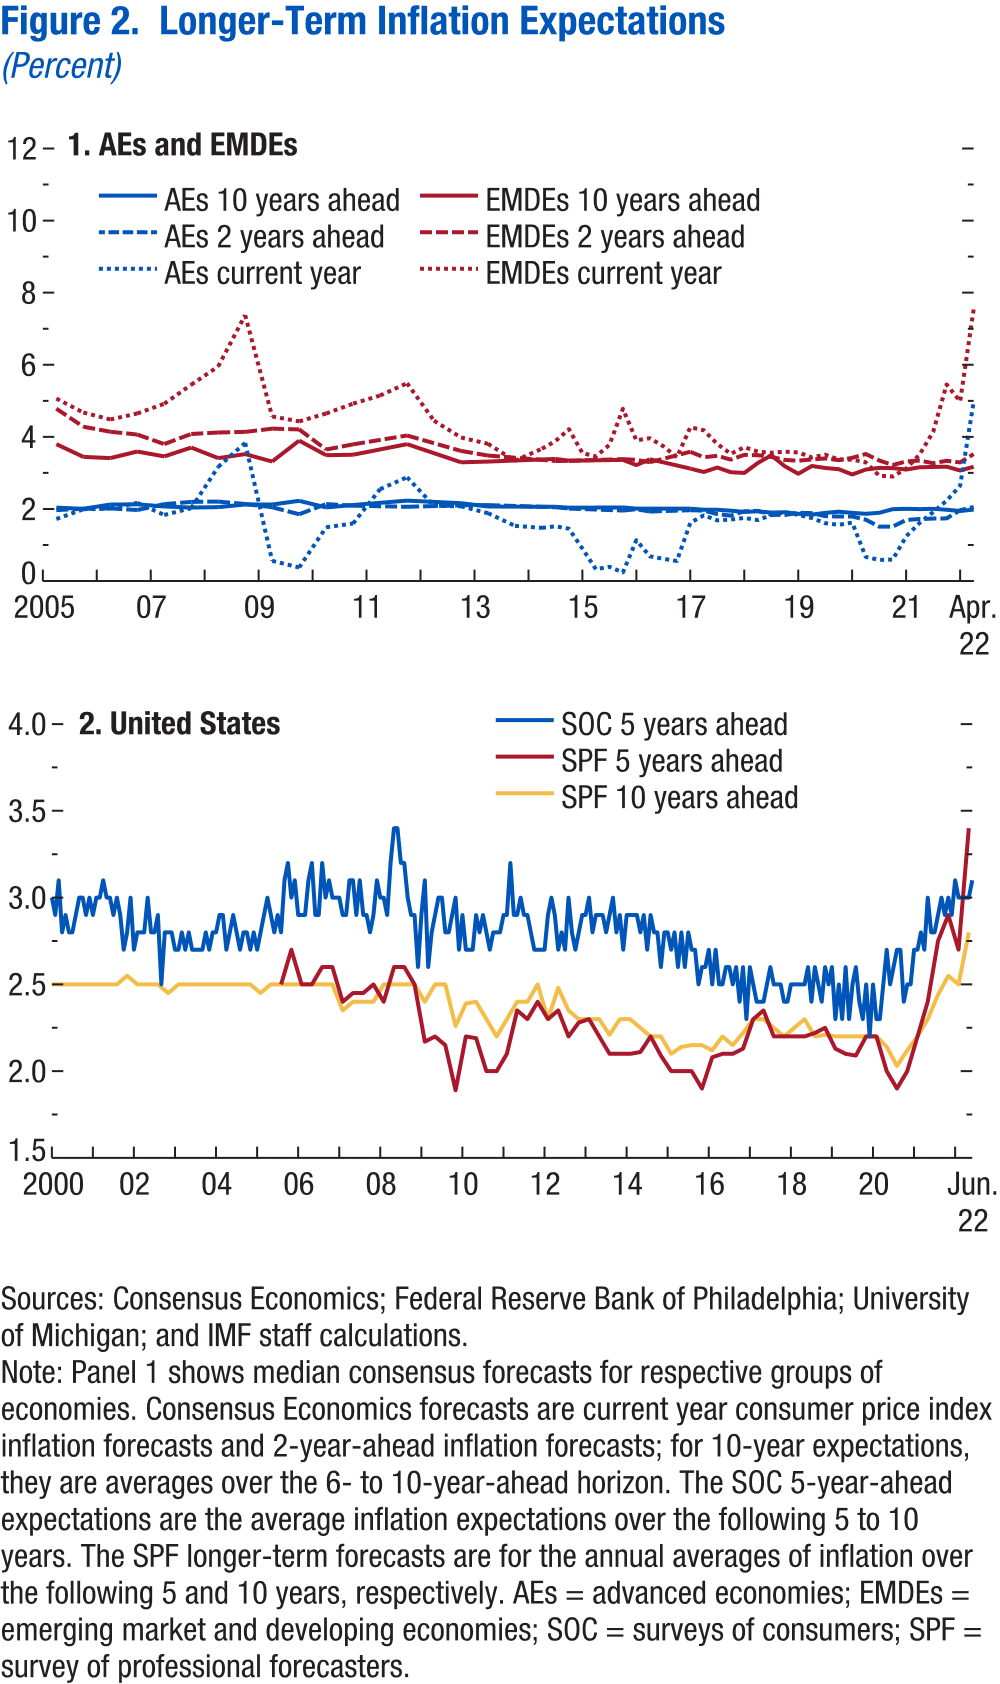 Figure 2.  Longer-Term Inflation Expectations
(Percent)
1. AEs and EMDEs
AEs 10 years ahead
EMDEs 10 years ahead
AEs 2 years ahead
EMDEs 2 years ahead
AEs current year
EMDEs current year
12
10
8
6
4
2
0
2005 07 09 11 13 15 17 19 21 Apr.
22
2. United States
SOC 5 years ahead
SPF 5 years ahead
SPF 10 years ahead
4.0
3.5
3.0
2.5
2.0
1.5
2000 02 04 06 08 10 12 14 16 18 20 Jun.
22
Sources: Consensus Economics; Federal Reserve Bank of Philadelphia; University
of Michigan; and IMF staff calculations.
Note: Panel 1 shows median consensus forecasts for respective groups of
economies. Consensus Economics forecasts are current year consumer price index
inflation forecasts and 2-year-ahead inflation forecasts; for 10-year expectations,
they are averages over the 6- to 10-year-ahead horizon. The SOC 5-year-ahead
expectations are the average inflation expectations over the following 5 to 10
years. The SPF longer-term forecasts are for the annual averages of inflation over
the following 5 and 10 years, respectively. AEs = advanced economies; EMDEs =
emerging market and developing economies; SOC = surveys of consumers; SPF =
survey of professional forecasters.